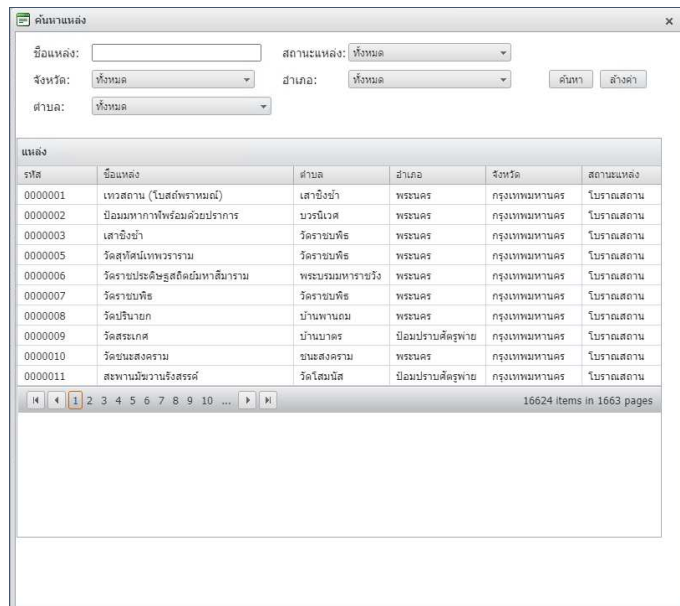 ค้นหาแหล่ง
ชื่อแหล่ง: สถานะแหล่ง: ทั้งหมด
จังหวัด: ทั้งหมด อำเภอ: ทั้งหมด ค้นหา ล้างค่า
ตำบล: ทั้งหมด
แหล่ง
รหัส ชื่อแหล่ง ตำบล อำเภอ จังหวัด สถานะแหล่ง
0000001 เทวสถาน (โบสถ์พราหมณ์) เสาชิงช้า พระนคร กรุงเทพมหานคร โบราณสถาน
0000002 ป้อมมหากาฬพร้อมด้วยปราการ บวรนิเวศ พระนคร กรุงเทพมหานคร โบราณสถาน
0000003 เสาชิงช้า วัดราชบพิธ พระนคร กรุงเทพมหานคร โบราณสถาน
0000005 วัดสุทัศน์เทพวราราม วัดราชบพิธ พระนคร กรุงเทพมหานคร โบราณสถาน
0000006 วัดราชประดิษฐสถิตย์มหาสีมาราม พระบรมมหาราชวัง พระนคร กรุงเทพมหานคร โบราณสถาน
0000007 วัดราชบพิธ วัดราชบพิธ พระนคร กรุงเทพมหานคร โบราณสถาน
0000008 วัดปรินายก บ้านพานถม พระนคร กรุงเทพมหานคร โบราณสถาน
0000009 วัดสระเกศ บ้านบาตร ป้อมปราบศัตรูพ่าย กรุงเทพมหานคร โบราณสถาน
0000010 วัดชนะสงคราม ชนะสงคราม พระนคร กรุงเทพมหานคร โบราณสถาน
0000011 สะพานมัฆวานรังสรรค์ วัดโสมนัส ป้อมปราบศัตรูพ่าย กรุงเทพมหานคร โบราณสถาน
1 2 3 4 5 6 7 8 9 10 ... 16624 items in 1663 pages